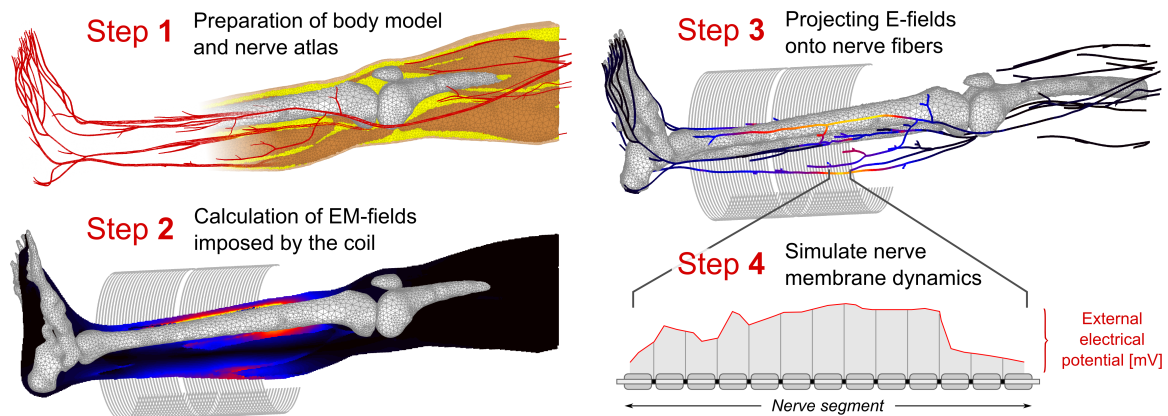 Step 1
Preparation of body model
and nerve atlas
Step 2
Calculation of EM-fields
imposed by the coil
Step 3
Projecting E-fields
onto nerve fibers
Step 4
Simulate nerve
membrane dynamics
External
electrical
potential [mV]
Nerve segment